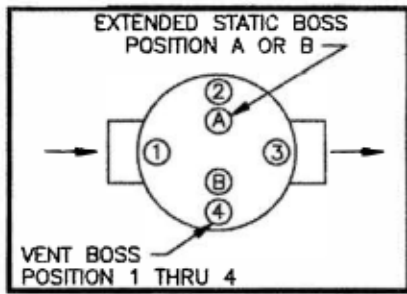 EXTENDED STATIC BOSS
POSITION A OR B
2
A
1
3
B
4
VENT BOSS
POSITION 1 THRU 4